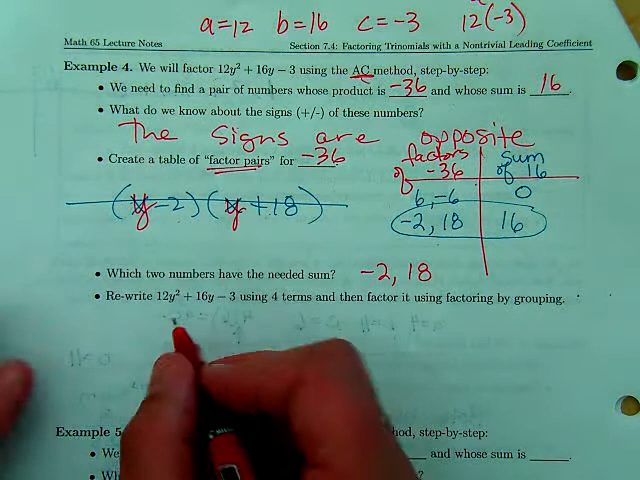 a=12 b=16 c=-3 12(-3)
Math 65 Lecture Notes Section 7.4: Factoring Trinomials with a Nontrivial Leading Coefficient
Example 4. We will factor 12y² + 16y − 3 using the AC method, step-by-step:
• We need to find a pair of numbers whose product is -36 and whose sum is 16.
• What do we know about the signs (+/-) of these numbers?
The signs are opposite
• Create a table of "factor pairs" for -36
factors of -36 sum of 16
6, -6 0
(y-2)(y+18) -2, 18 16
• Which two numbers have the needed sum? -2, 18
• Re-write 12y² + 16y − 3 using 4 terms and then factor it using factoring by grouping.
Example 5 hod, step-by-step:
• We and whose sum is
• Wh ?